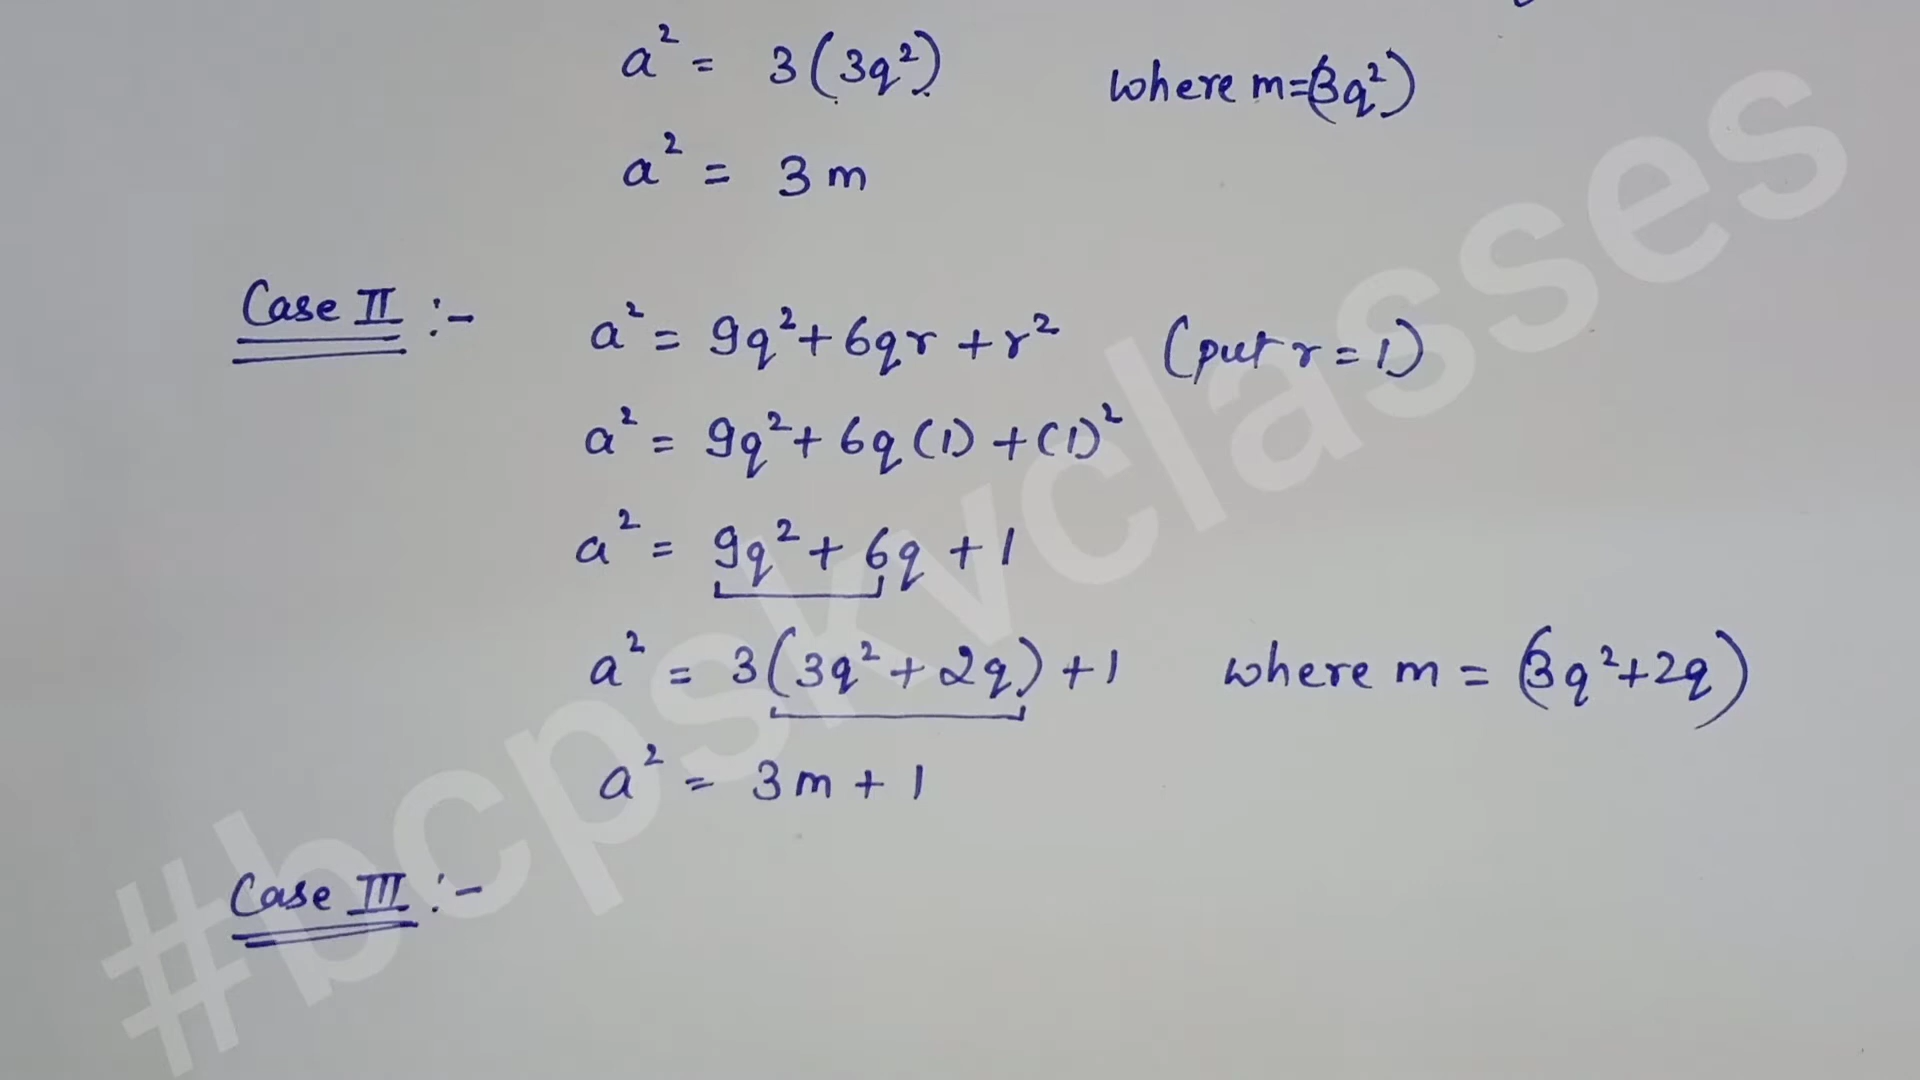 a² = 3(3q²) where m=(3q²)
a² = 3m
Case II :- a² = 9q²+6qr+r² (put r=1)
a² = 9q²+6q(1)+(1)²
a² = 9q²+6q+1
a² = 3(3q²+2q)+1 where m = (3q²+2q)
a² = 3m+1
Case III :-
#bcpskvclasses